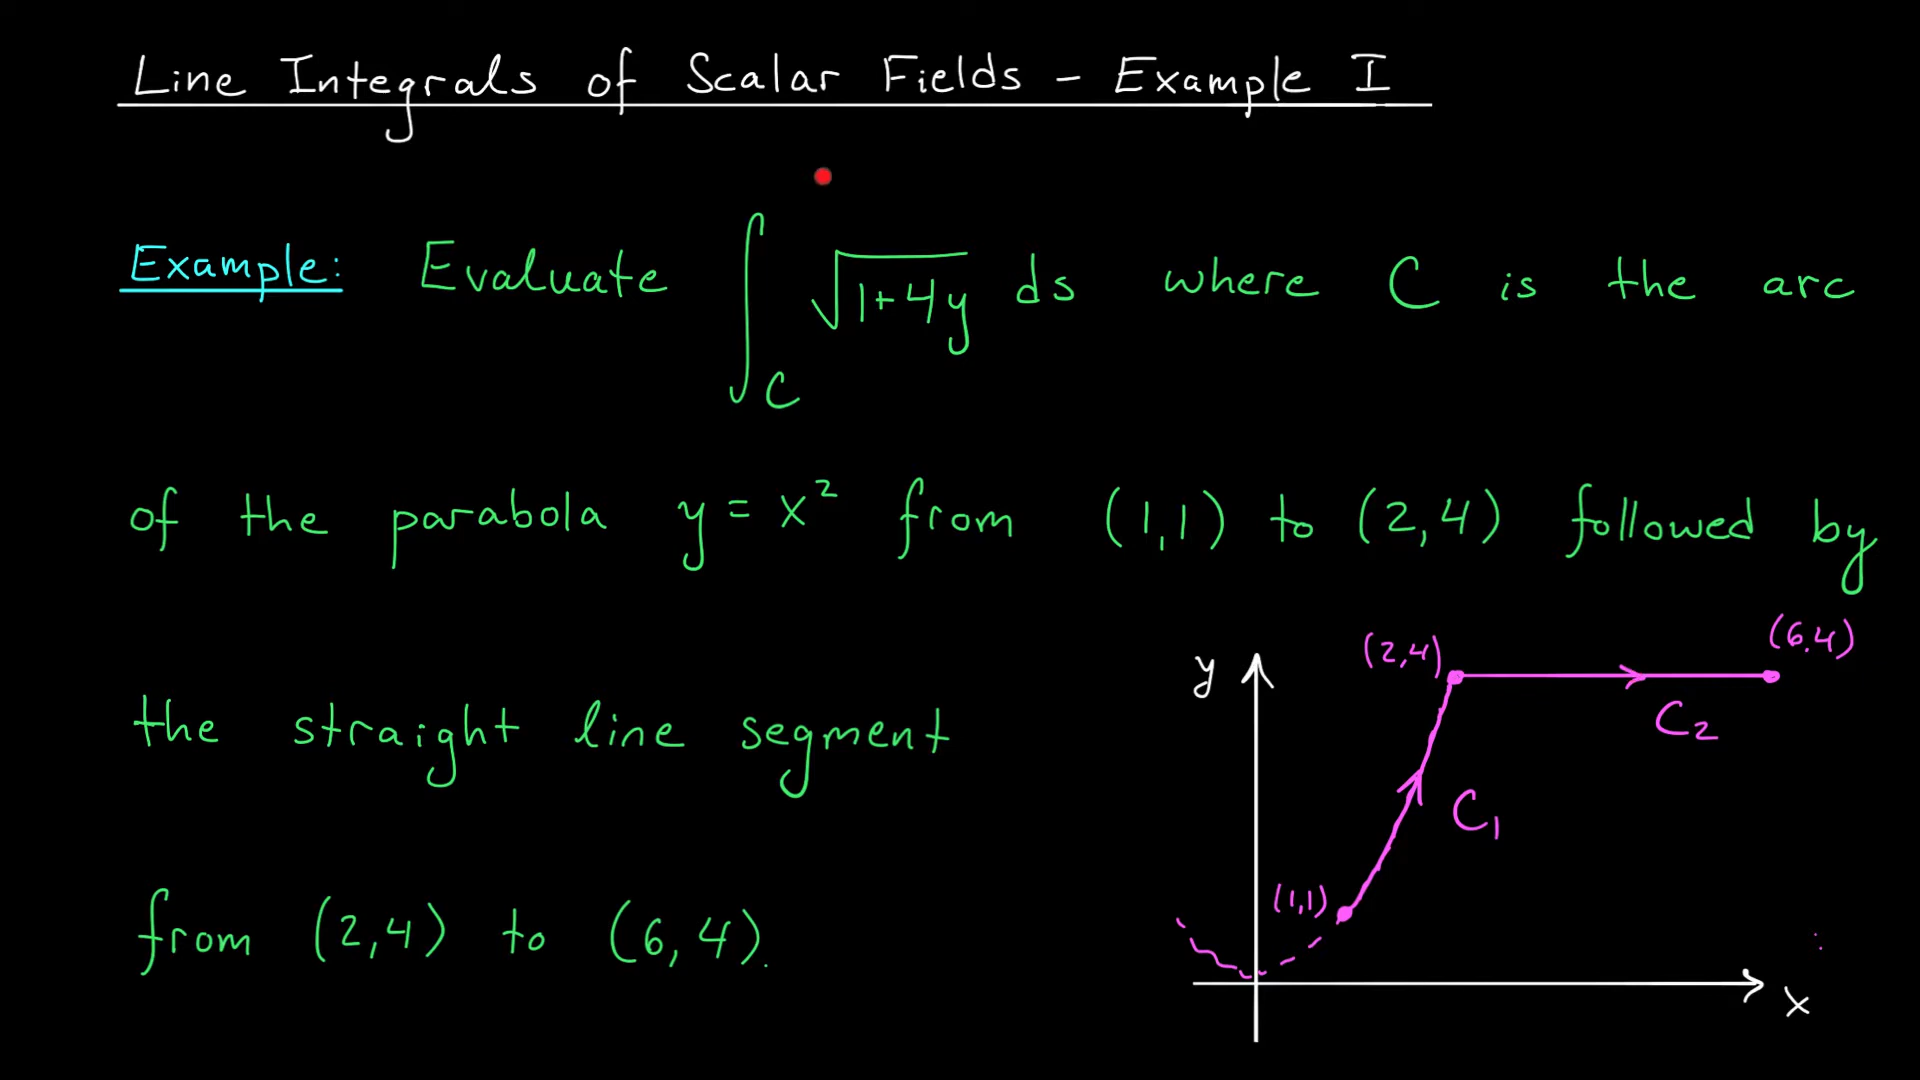 Line Integrals of Scalar Fields - Example I
Example: Evaluate ∫_C √(1+4y) ds where C is the arc
of the parabola y = x² from (1,1) to (2,4) followed by
the straight line segment
from (2,4) to (6,4).
(6,4)
(2,4)
y
C₂
C₁
(1,1)
x